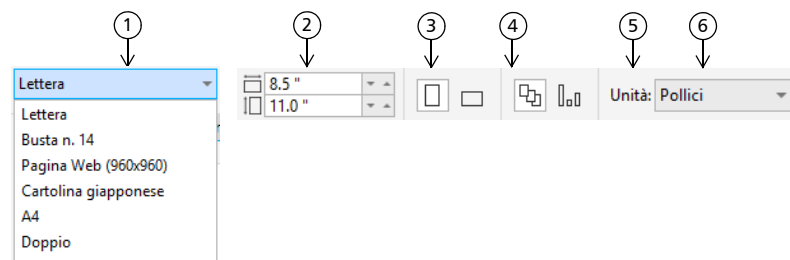 1 2 3 4 5 6
Lettera 8.5 " Unità: Pollici
11.0 "
Lettera
Busta n. 14
Pagina Web (960x960)
Cartolina giapponese
A4
Doppio